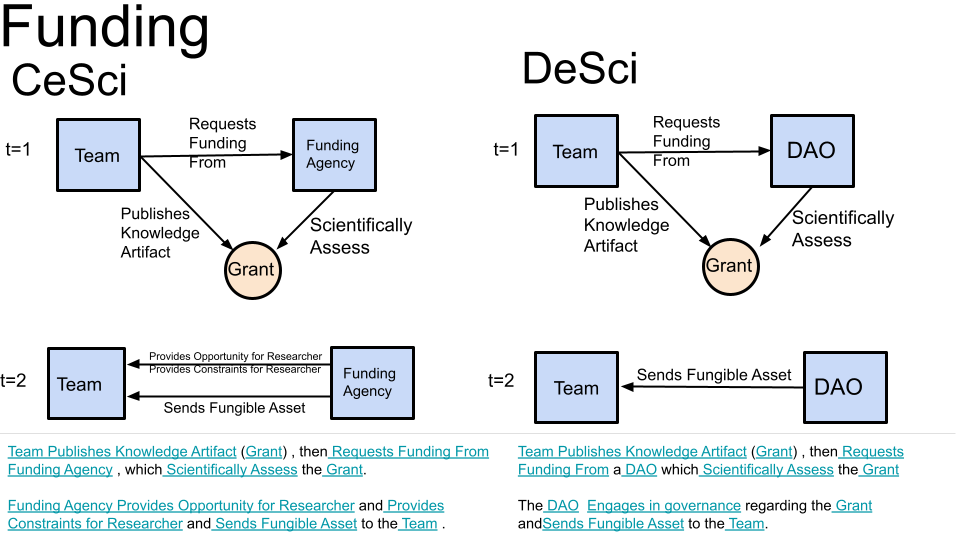 Funding
CeSci
t=1
Team
Requests
Funding
From
Funding
Agency
Publishes
Knowledge
Artifact
Scientifically
Assess
Grant
t=2
Team
Provides Opportunity for Researcher
Provides Constraints for Researcher
Sends Fungible Asset
Funding
Agency
Team Publishes Knowledge Artifact (Grant) , then Requests Funding From
Funding Agency , which Scientifically Assess the Grant.
Funding Agency Provides Opportunity for Researcher and Provides
Constraints for Researcher and Sends Fungible Asset to the Team .
DeSci
t=1
Team
Requests
Funding
From
DAO
Publishes
Knowledge
Artifact
Scientifically
Assess
Grant
t=2
Team
Sends Fungible Asset
DAO
Team Publishes Knowledge Artifact (Grant) , then Requests
Funding From a DAO which Scientifically Assess the Grant
The DAO Engages in governance regarding the Grant
andSends Fungible Asset to the Team.